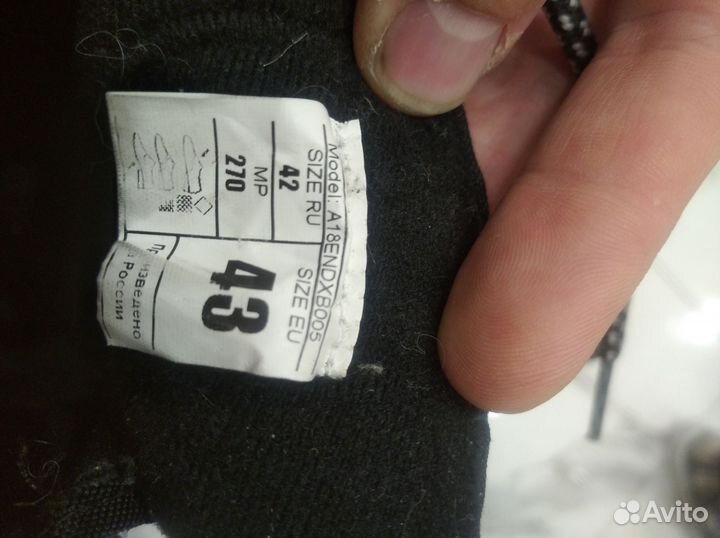 Model: A18ENDXB005
SIZE RU
SIZE EU
42
43
MP
270
России
Avito